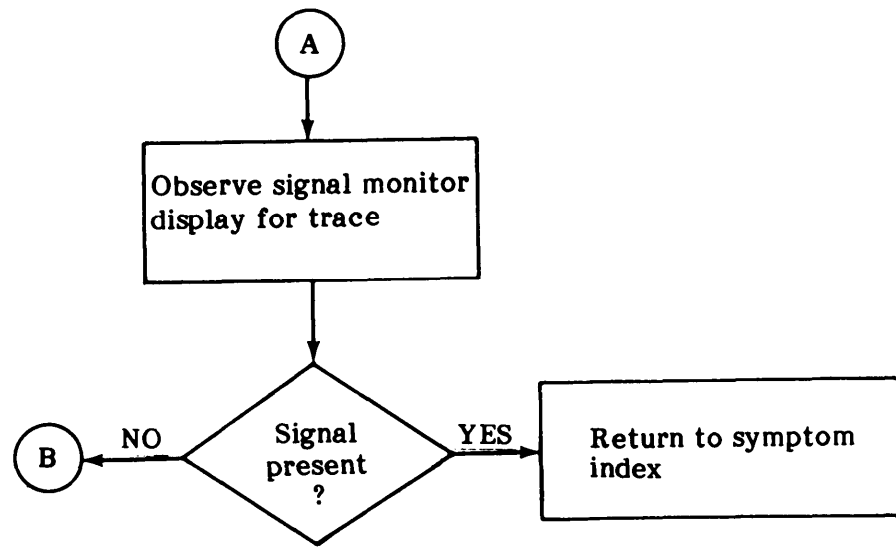 A
Observe signal monitor
display for trace
Signal
present
?
NO
B
YES
Return to symptom
index